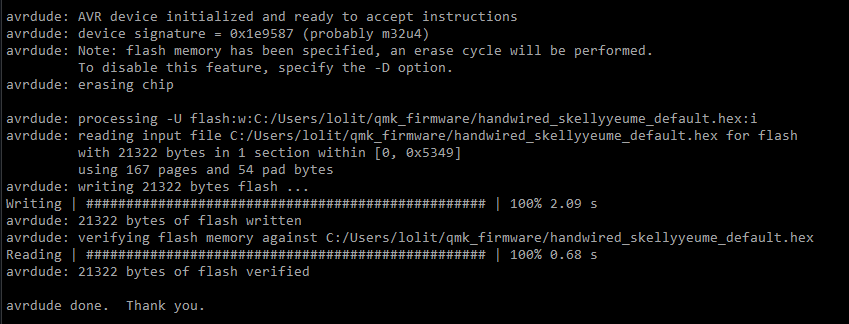 avrdude: AVR device initialized and ready to accept instructions
avrdude: device signature = 0x1e9587 (probably m32u4)
avrdude: Note: flash memory has been specified, an erase cycle will be performed.
         To disable this feature, specify the -D option.
avrdude: erasing chip

avrdude: processing -U flash:w:C:/Users/lolit/qmk_firmware/handwired_skellyyeume_default.hex:i
avrdude: reading input file C:/Users/lolit/qmk_firmware/handwired_skellyyeume_default.hex for flash
         with 21322 bytes in 1 section within [0, 0x5349]
         using 167 pages and 54 pad bytes
avrdude: writing 21322 bytes flash ...
Writing | ################################################## | 100% 2.09 s
avrdude: 21322 bytes of flash written
avrdude: verifying flash memory against C:/Users/lolit/qmk_firmware/handwired_skellyyeume_default.hex
Reading | ################################################## | 100% 0.68 s
avrdude: 21322 bytes of flash verified

avrdude done.  Thank you.